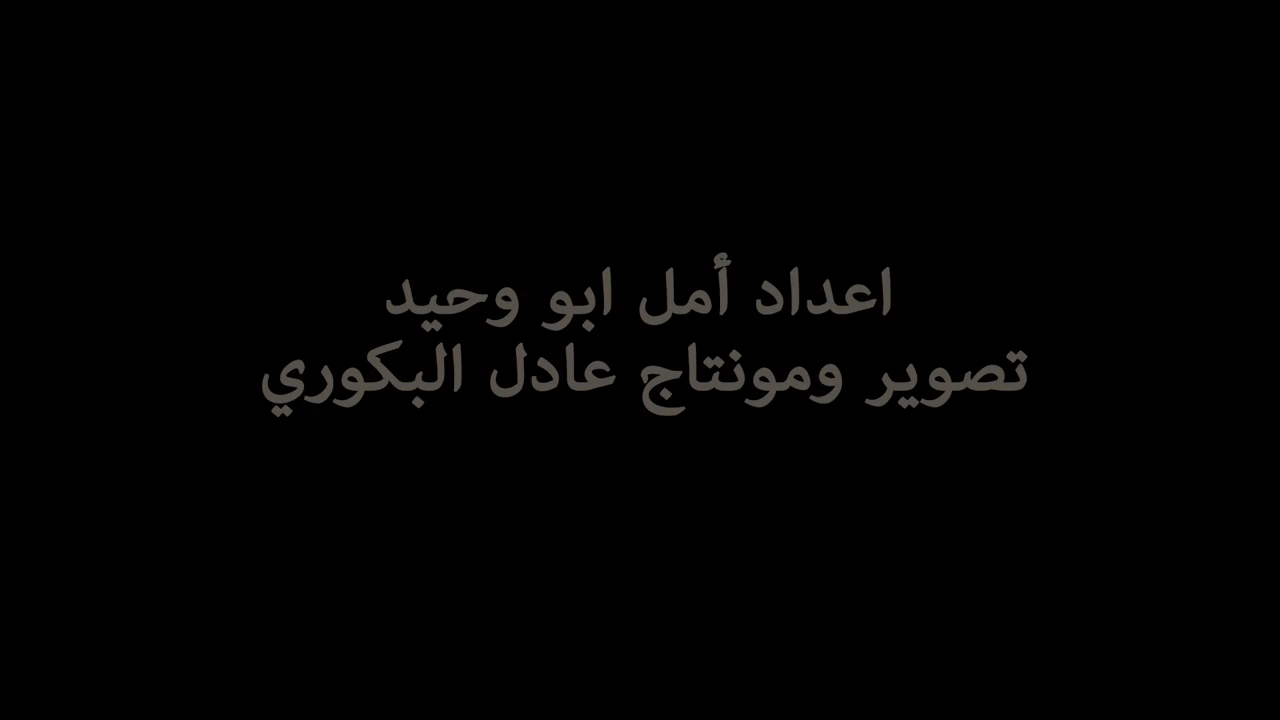 اعداد أمل ابو وحيد
تصوير ومونتاج عادل البكوري